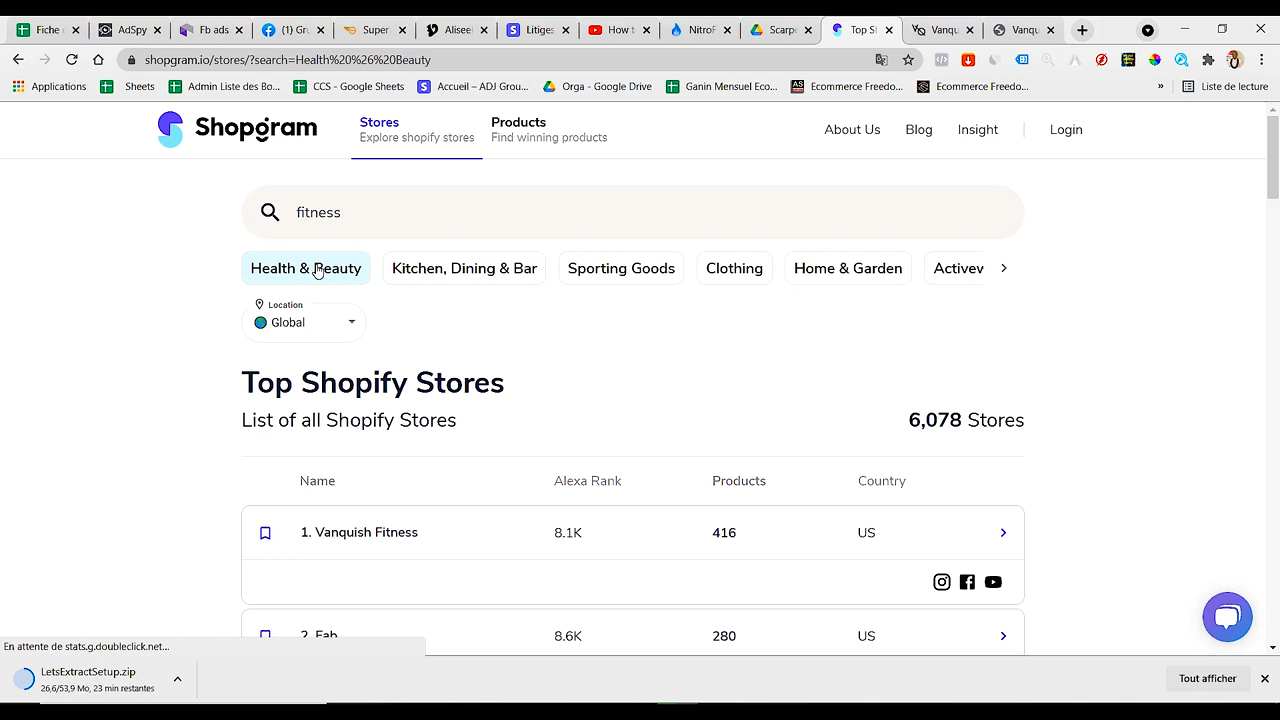 Fiche c
AdSpy
Fb ads
(1) Gr
Super
Aliseel
Litiges
How t
NitroF
Scarpe
Top S
Vanqu
Vanqu
shopgram.io/stores/?search=Health%20%26%20Beauty
Applications
Sheets
Admin Liste des Bo...
CCS - Google Sheets
Accueil – ADJ Grou...
Orga - Google Drive
Ganin Mensuel Eco...
Ecommerce Freedo...
Ecommerce Freedo...
»
Liste de lecture
Shopgram
Stores
Explore shopify stores
Products
Find winning products
About Us
Blog
Insight
Login
fitness
Health & Beauty
Kitchen, Dining & Bar
Sporting Goods
Clothing
Home & Garden
Activew
Location
Global
Top Shopify Stores
List of all Shopify Stores
6,078 Stores
Name
Alexa Rank
Products
Country
1. Vanquish Fitness
8.1K
416
US
2. Fab
8.6K
280
US
En attente de stats.g.doubleclick.net...
LetsExtractSetup.zip
26,6/53,9 Mo, 23 min restantes
Tout afficher